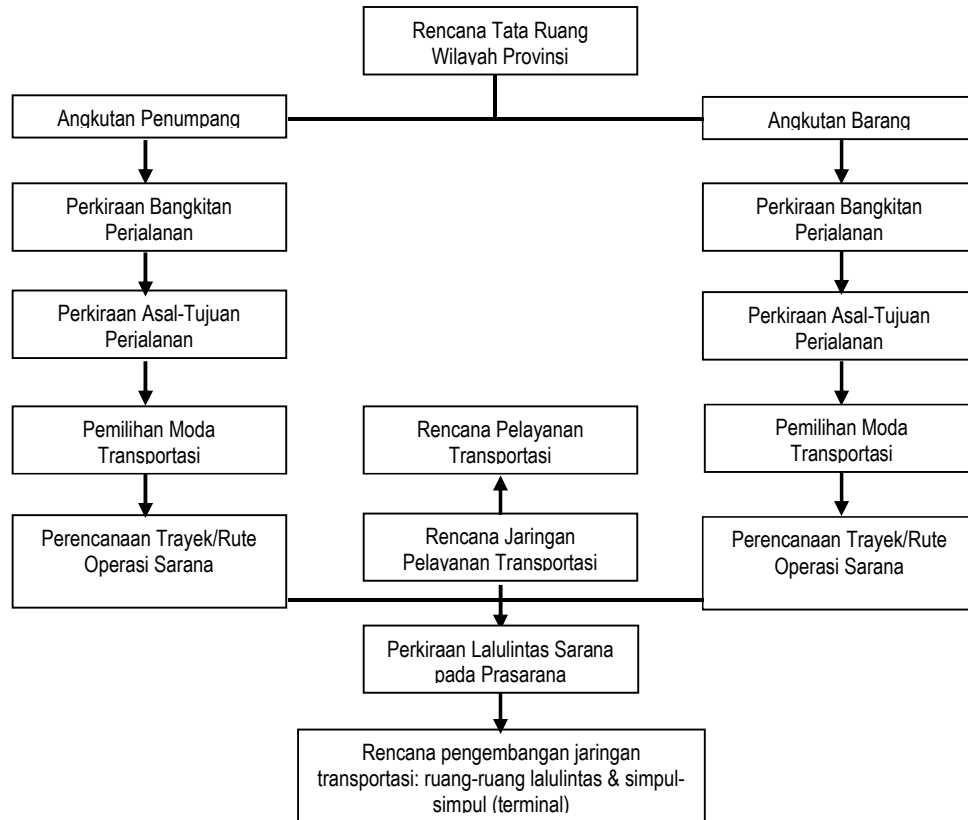 Rencana Tata Ruang
Wilayah Provinsi
Angkutan Penumpang
Angkutan Barang
Perkiraan Bangkitan
Perjalanan
Perkiraan Bangkitan
Perjalanan
Perkiraan Asal-Tujuan
Perjalanan
Perkiraan Asal-Tujuan
Perjalanan
Pemilihan Moda
Transportasi
Rencana Pelayanan
Transportasi
Pemilihan Moda
Transportasi
Perencanaan Trayek/Rute
Operasi Sarana
Rencana Jaringan
Pelayanan Transportasi
Perencanaan Trayek/Rute
Operasi Sarana
Perkiraan Lalulintas Sarana
pada Prasarana
Rencana pengembangan jaringan
transportasi: ruang-ruang lalulintas & simpul-
simpul (terminal)